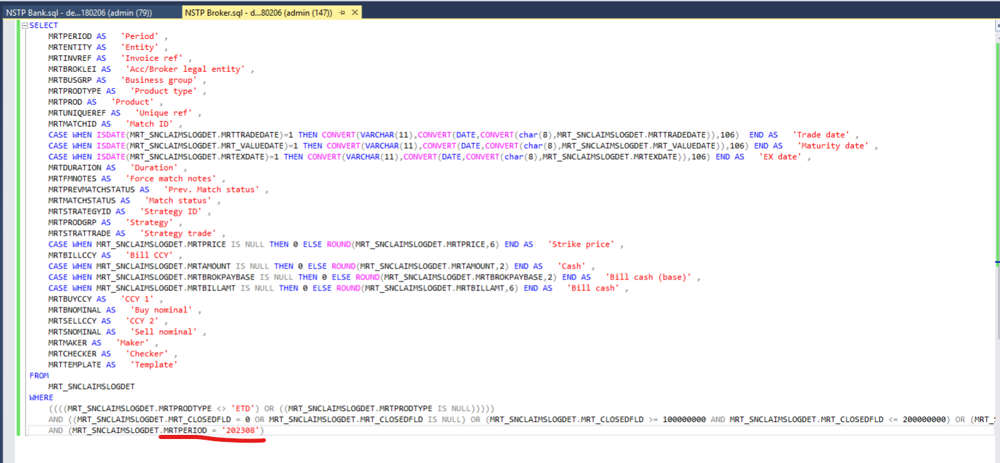 NSTP Bank.sql - de...180206 (admin (79))
NSTP Broker.sql - d...80206 (admin (147))
SELECT
MRTPERIOD AS 'Period' ,
MRTENTITY AS 'Entity' ,
MRTINVREF AS 'Invoice ref' ,
MRTBROKLEI AS 'Acc/Broker legal entity' ,
MRTBUSGRP AS 'Business group' ,
MRTPRODTYPE AS 'Product type' ,
MRTPROD AS 'Product' ,
MRTUNIQUEREF AS 'Unique ref' ,
MRTMATCHID AS 'Match ID' ,
CASE WHEN ISDATE(MRT_SNCLAIMSLOGDET.MRTTRADEDATE)=1 THEN CONVERT(VARCHAR(11),CONVERT(DATE,CONVERT(char(8),MRT_SNCLAIMSLOGDET.MRTTRADEDATE)),106) END AS 'Trade date' ,
CASE WHEN ISDATE(MRT_SNCLAIMSLOGDET.MRT_VALUEDATE)=1 THEN CONVERT(VARCHAR(11),CONVERT(DATE,CONVERT(char(8),MRT_SNCLAIMSLOGDET.MRT_VALUEDATE)),106) END AS 'Maturity date' ,
CASE WHEN ISDATE(MRT_SNCLAIMSLOGDET.MRTEXDATE)=1 THEN CONVERT(VARCHAR(11),CONVERT(DATE,CONVERT(char(8),MRT_SNCLAIMSLOGDET.MRTEXDATE)),106) END AS 'EX date' ,
MRTDURATION AS 'Duration' ,
MRTFMNOTES AS 'Force match notes' ,
MRTPREVMATCHSTATUS AS 'Prev. Match status' ,
MRTMATCHSTATUS AS 'Match status' ,
MRTSTRATEGYID AS 'Strategy ID' ,
MRTPRODGRP AS 'Strategy' ,
MRTSTRATTRADE AS 'Strategy trade' ,
CASE WHEN MRT_SNCLAIMSLOGDET.MRTPRICE IS NULL THEN 0 ELSE ROUND(MRT_SNCLAIMSLOGDET.MRTPRICE,6) END AS 'Strike price' ,
MRTBILLCCY AS 'Bill CCY' ,
CASE WHEN MRT_SNCLAIMSLOGDET.MRTAMOUNT IS NULL THEN 0 ELSE ROUND(MRT_SNCLAIMSLOGDET.MRTAMOUNT,2) END AS 'Cash' ,
CASE WHEN MRT_SNCLAIMSLOGDET.MRTBROKPAYBASE IS NULL THEN 0 ELSE ROUND(MRT_SNCLAIMSLOGDET.MRTBROKPAYBASE,2) END AS 'Bill cash (base)' ,
CASE WHEN MRT_SNCLAIMSLOGDET.MRTBILLAMT IS NULL THEN 0 ELSE ROUND(MRT_SNCLAIMSLOGDET.MRTBILLAMT,6) END AS 'Bill cash' ,
MRTBUYCCY AS 'CCY 1' ,
MRTBNOMINAL AS 'Buy nominal' ,
MRTSELLCCY AS 'CCY 2' ,
MRTSNOMINAL AS 'Sell nominal' ,
MRTMAKER AS 'Maker' ,
MRTCHECKER AS 'Checker' ,
MRTTEMPLATE AS 'Template'
FROM
MRT_SNCLAIMSLOGDET
WHERE
((((MRT_SNCLAIMSLOGDET.MRTPRODTYPE <> 'ETD') OR ((MRT_SNCLAIMSLOGDET.MRTPRODTYPE IS NULL)))))
AND ((MRT_SNCLAIMSLOGDET.MRT_CLOSEDFLD = 0 OR MRT_SNCLAIMSLOGDET.MRT_CLOSEDFLD IS NULL) OR (MRT_SNCLAIMSLOGDET.MRT_CLOSEDFLD >= 100000000 AND MRT_SNCLAIMSLOGDET.MRT_CLOSEDFLD <= 200000000) OR (MRT_S
AND (MRT_SNCLAIMSLOGDET.MRTPERIOD = '202308')